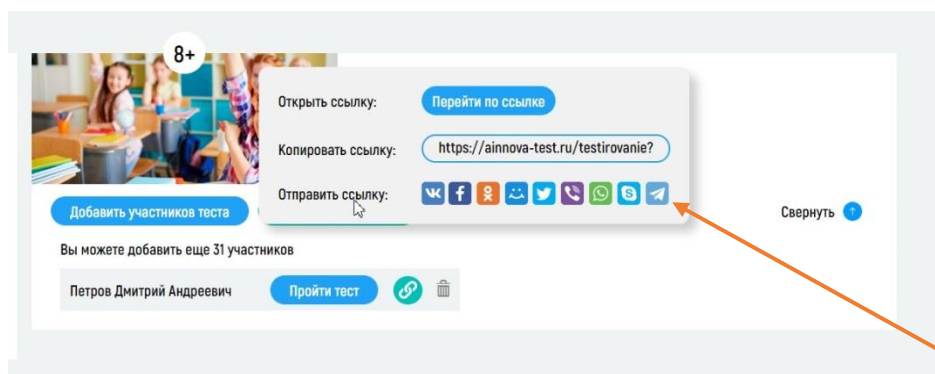 8+
Открыть ссылку: Перейти по ссылке
Копировать ссылку: https://ainnova-test.ru/testirovanie?
Отправить ссылку:
Добавить участников теста
Свернуть
Вы можете добавить еще 31 участников
Петров Дмитрий Андреевич Пройти тест